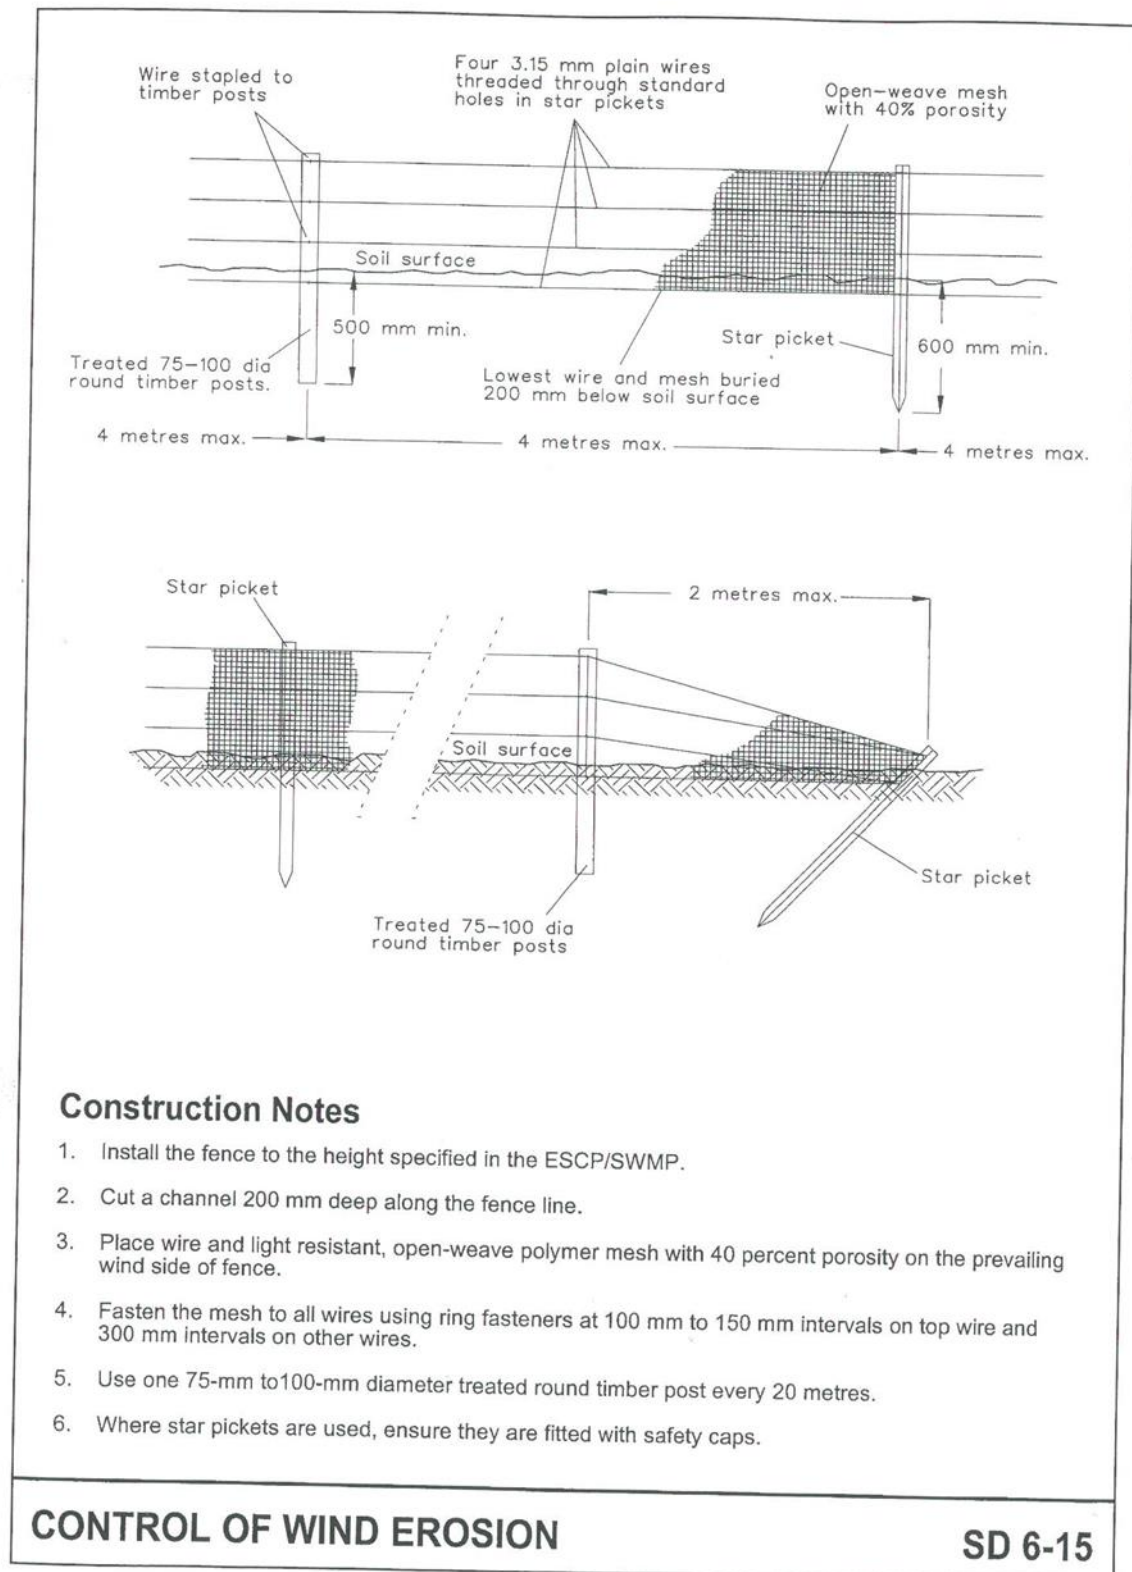 Wire stapled to
timber posts
Four 3.15 mm plain wires
threaded through standard
holes in star pickets
Open-weave mesh
with 40% porosity
Soil surface
500 mm min.
Treated 75-100 dia
round timber posts.
Star picket
600 mm min.
Lowest wire and mesh buried
200 mm below soil surface
4 metres max.
4 metres max.
4 metres max.
Star picket
2 metres max.
Soil surface
Star picket
Treated 75-100 dia
round timber posts
Construction Notes
1. Install the fence to the height specified in the ESCP/SWMP.
2. Cut a channel 200 mm deep along the fence line.
3. Place wire and light resistant, open-weave polymer mesh with 40 percent porosity on the prevailing
wind side of fence.
4. Fasten the mesh to all wires using ring fasteners at 100 mm to 150 mm intervals on top wire and
300 mm intervals on other wires.
5. Use one 75-mm to100-mm diameter treated round timber post every 20 metres.
6. Where star pickets are used, ensure they are fitted with safety caps.
CONTROL OF WIND EROSION
SD 6-15